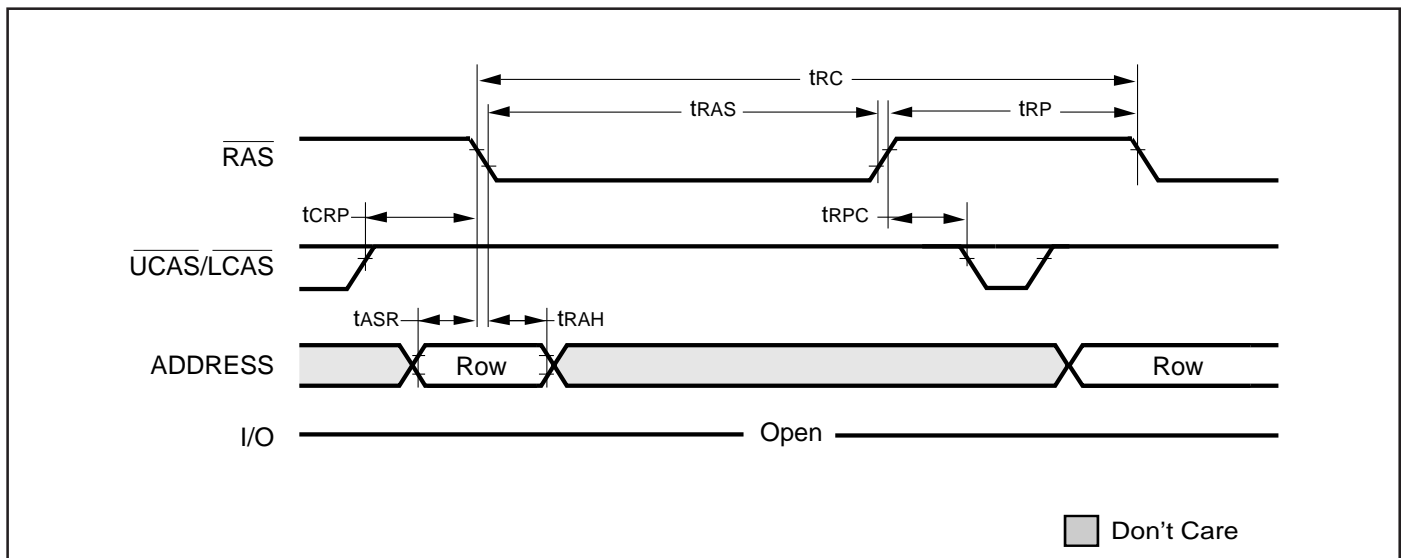 tRC
tRAS
tRP
RAS
tCRP
tRPC
UCAS/LCAS
tASR
tRAH
ADDRESS
Row
Row
I/O
Open
Don't Care